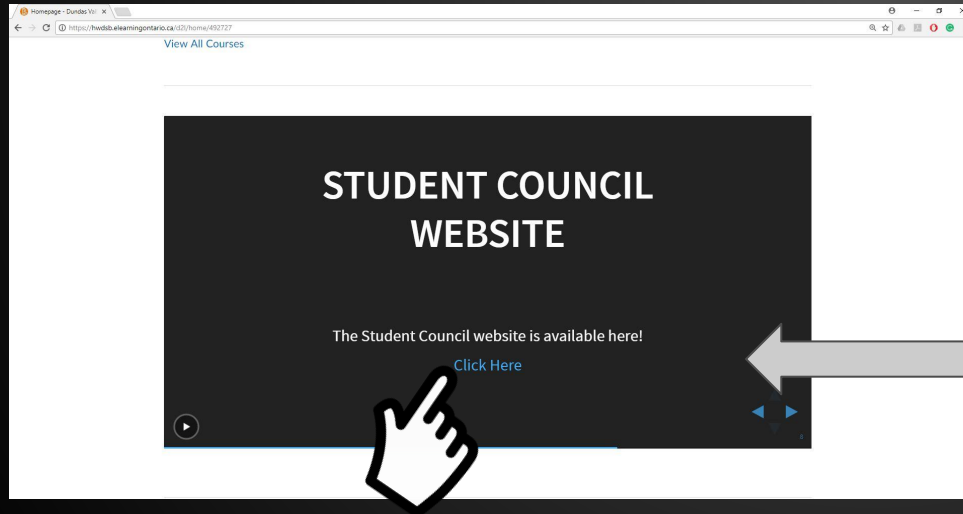 Homepage - Dundas Val
https://hwdsb.elearningontario.ca/d2l/home/492727
View All Courses
STUDENT COUNCIL
WEBSITE
The Student Council website is available here!
Click Here